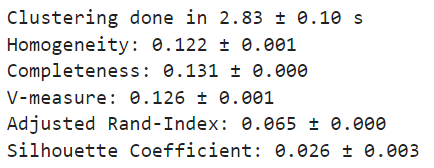 Clustering done in 2.83 ± 0.10 s
Homogeneity: 0.122 ± 0.001
Completeness: 0.131 ± 0.000
V-measure: 0.126 ± 0.001
Adjusted Rand-Index: 0.065 ± 0.000
Silhouette Coefficient: 0.026 ± 0.003